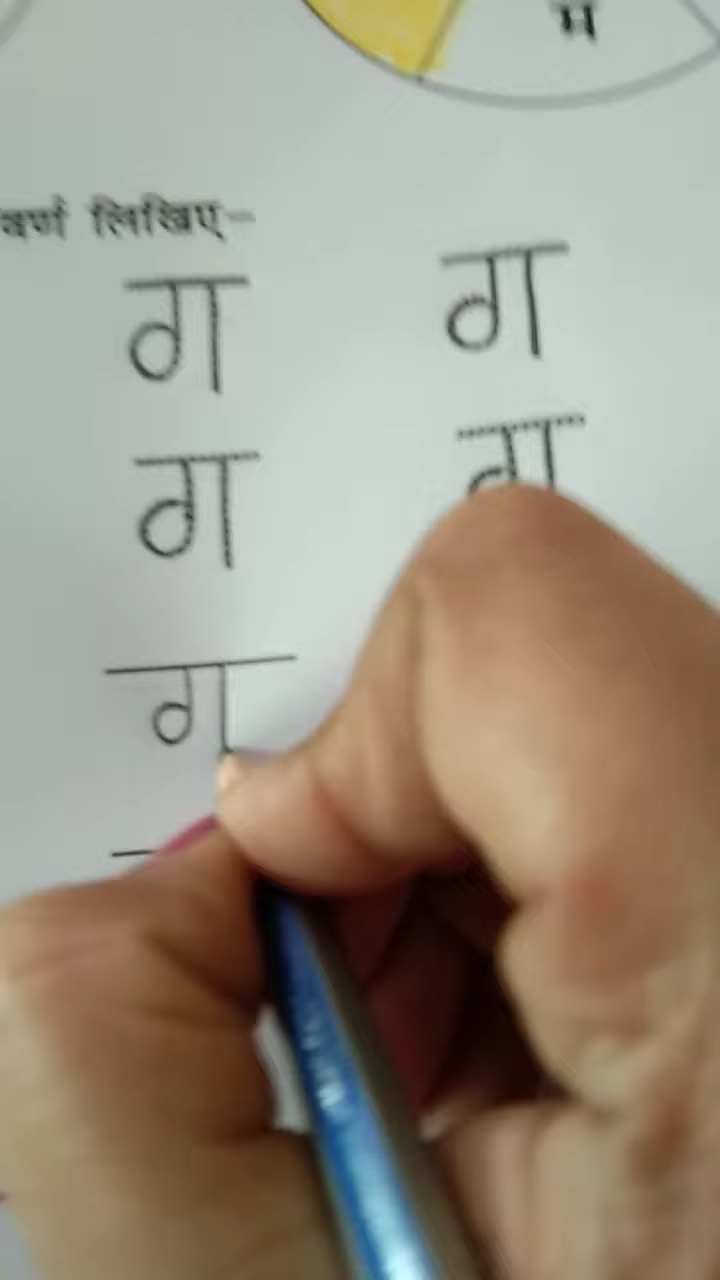 म
वर्ण लिखिए–
ग ग
ग ग
ग